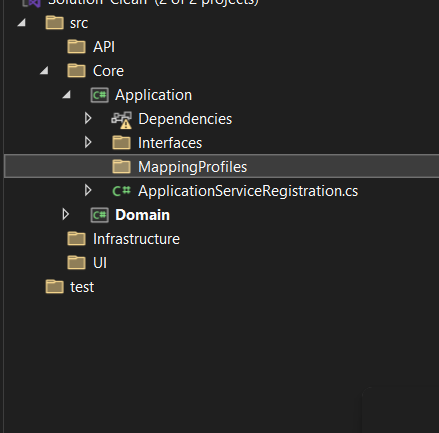 Solution 'Clean' (2 of 2 projects)
src
API
Core
C# Application
Dependencies
Interfaces
MappingProfiles
C# ApplicationServiceRegistration.cs
C# Domain
Infrastructure
UI
test